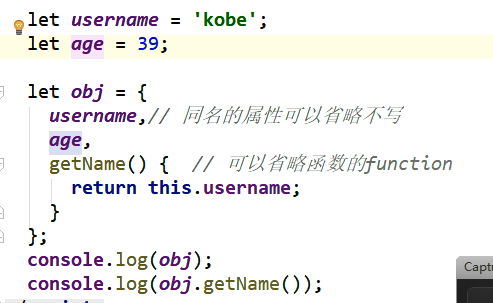 let username = 'kobe';
let age = 39;
let obj = {
username,// 同名的属性可以省略不写
age,
getName() {  // 可以省略函数的function
return this.username;
}
};
console.log(obj);
console.log(obj.getName());
Captu